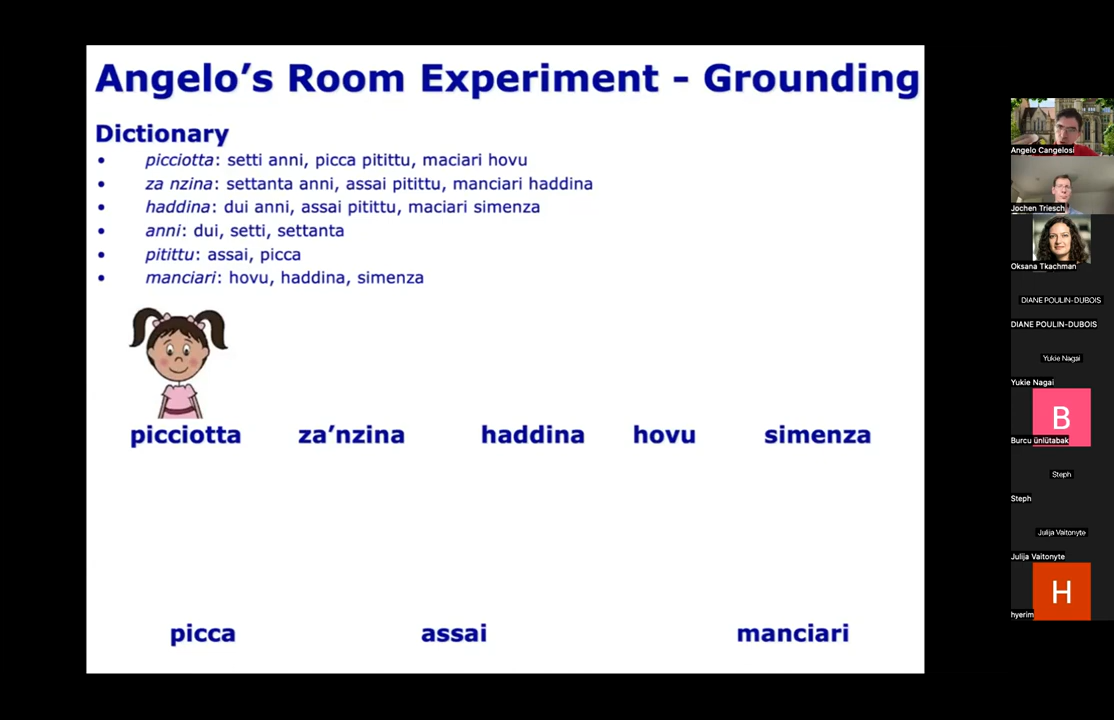 Angelo's Room Experiment - Grounding
Dictionary
• picciotta: setti anni, picca pitittu, maciari hovu
• za nzina: settanta anni, assai pitittu, manciari haddina
• haddina: dui anni, assai pitittu, maciari simenza
• anni: dui, setti, settanta
• pitittu: assai, picca
• manciari: hovu, haddina, simenza
picciotta za'nzina haddina hovu simenza
picca assai manciari
Angelo Cangelosi
Jochen Triesch
Oksana Tkachman
DIANE POULIN-DUBOIS
DIANE POULIN-DUBOIS
Yukie Nagai
Yukie Nagai
B
Burcu ünlütabak
Steph
Steph
Julija Vaitonyte
Julija Vaitonyte
H
hyerim